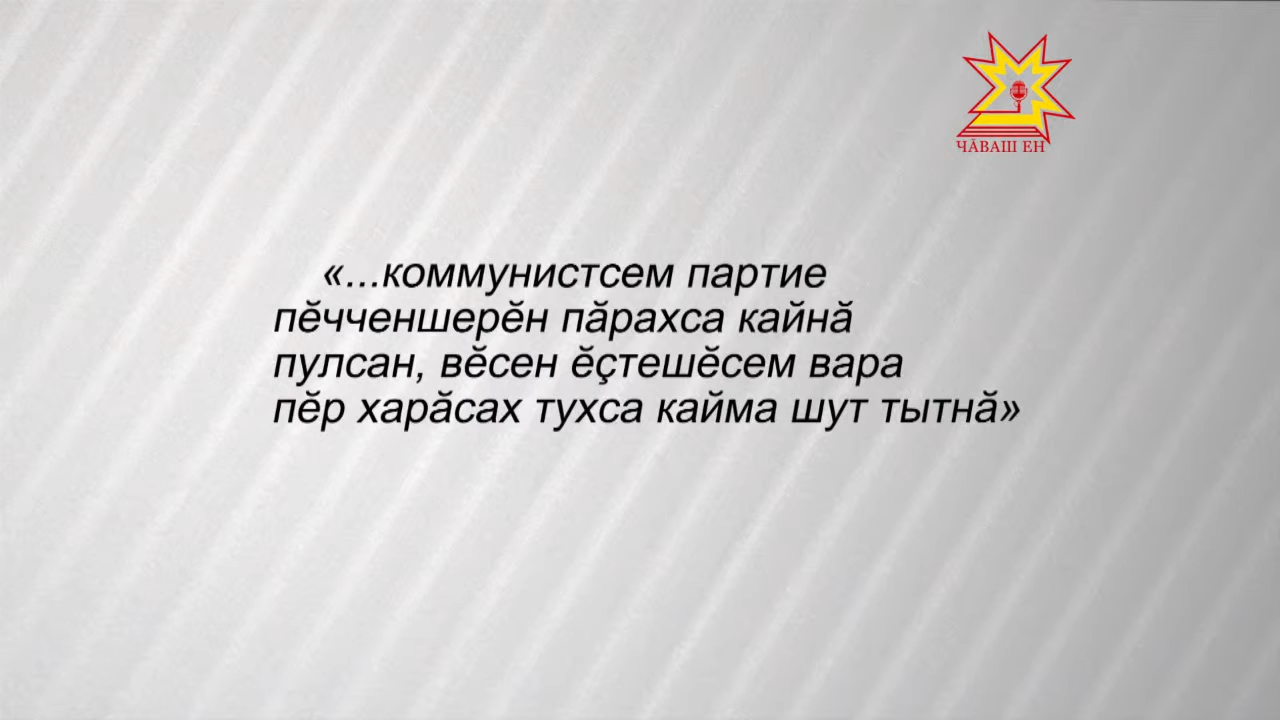 ЧӐВАШ ЕН
«...коммунистсем партие
пӗчченшерӗн пӑрахса кайнӑ
пулсан, вӗсен ӗҫтешӗсем вара
пӗр харӑсах тухса кайма шут тытнӑ»